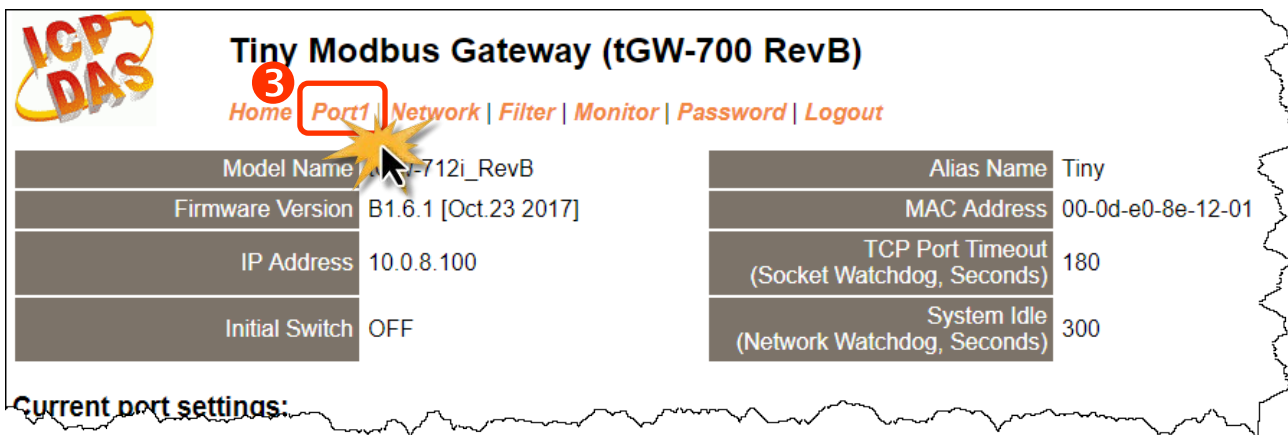 ICP
DAS
Tiny Modbus Gateway (tGW-700 RevB)
3
Home | Port1 | Network | Filter | Monitor | Password | Logout
Model Name -712i_RevB Alias Name Tiny
Firmware Version B1.6.1 [Oct.23 2017] MAC Address 00-0d-e0-8e-12-01
IP Address 10.0.8.100 TCP Port Timeout
(Socket Watchdog, Seconds) 180
Initial Switch OFF System Idle
(Network Watchdog, Seconds) 300
Current port settings: